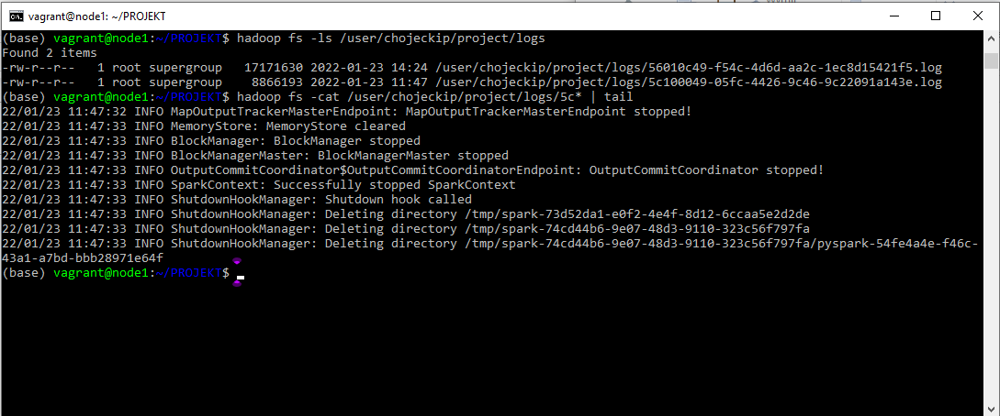 vagrant@node1: ~/PROJEKT
(base) vagrant@node1:~/PROJEKT$ hadoop fs -ls /user/chojeckip/project/logs
Found 2 items
-rw-r--r--   1 root supergroup   17171630 2022-01-23 14:24 /user/chojeckip/project/logs/56010c49-f54c-4d6d-aa2c-1ec8d15421f5.log
-rw-r--r--   1 root supergroup    8866193 2022-01-23 11:47 /user/chojeckip/project/logs/5c100049-05fc-4426-9c46-9c22091a143e.log
(base) vagrant@node1:~/PROJEKT$ hadoop fs -cat /user/chojeckip/project/logs/5c* | tail
22/01/23 11:47:32 INFO MapOutputTrackerMasterEndpoint: MapOutputTrackerMasterEndpoint stopped!
22/01/23 11:47:33 INFO MemoryStore: MemoryStore cleared
22/01/23 11:47:33 INFO BlockManager: BlockManager stopped
22/01/23 11:47:33 INFO BlockManagerMaster: BlockManagerMaster stopped
22/01/23 11:47:33 INFO OutputCommitCoordinator$OutputCommitCoordinatorEndpoint: OutputCommitCoordinator stopped!
22/01/23 11:47:33 INFO SparkContext: Successfully stopped SparkContext
22/01/23 11:47:33 INFO ShutdownHookManager: Shutdown hook called
22/01/23 11:47:33 INFO ShutdownHookManager: Deleting directory /tmp/spark-73d52da1-e0f2-4e4f-8d12-6ccaa5e2d2de
22/01/23 11:47:33 INFO ShutdownHookManager: Deleting directory /tmp/spark-74cd44b6-9e07-48d3-9110-323c56f797fa
22/01/23 11:47:33 INFO ShutdownHookManager: Deleting directory /tmp/spark-74cd44b6-9e07-48d3-9110-323c56f797fa/pyspark-54fe4a4e-f46c-
43a1-a7bd-bbb28971e64f
(base) vagrant@node1:~/PROJEKT$